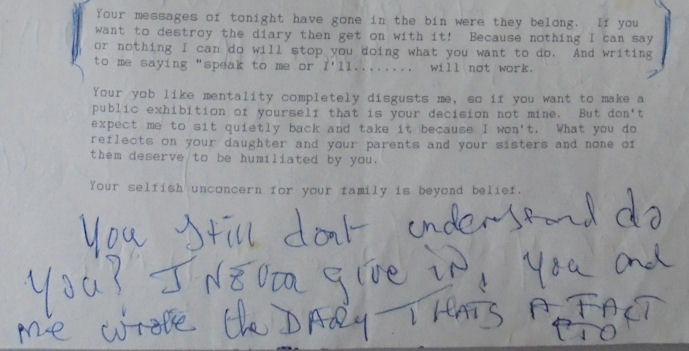 Your messages of tonight have gone in the bin were they belong. If you
want to destroy the diary then get on with it! Because nothing I can say
or nothing I can do will stop you doing what you want to do. And writing
to me saying "speak to me or I'll........ will not work.
Your yob like mentality completely disgusts me, so if you want to make a
public exhibition of yourself that is your decision not mine. But don't
expect me to sit quietly back and take it because I won't. What you do
reflects on your daughter and your parents and your sisters and none of
them deserve to be humiliated by you.
Your selfish unconcern for your family is beyond belief.
You still dont understand do
you? I NEVER give IN, you and
me wrote the DIARY THATS A FACT
PTO